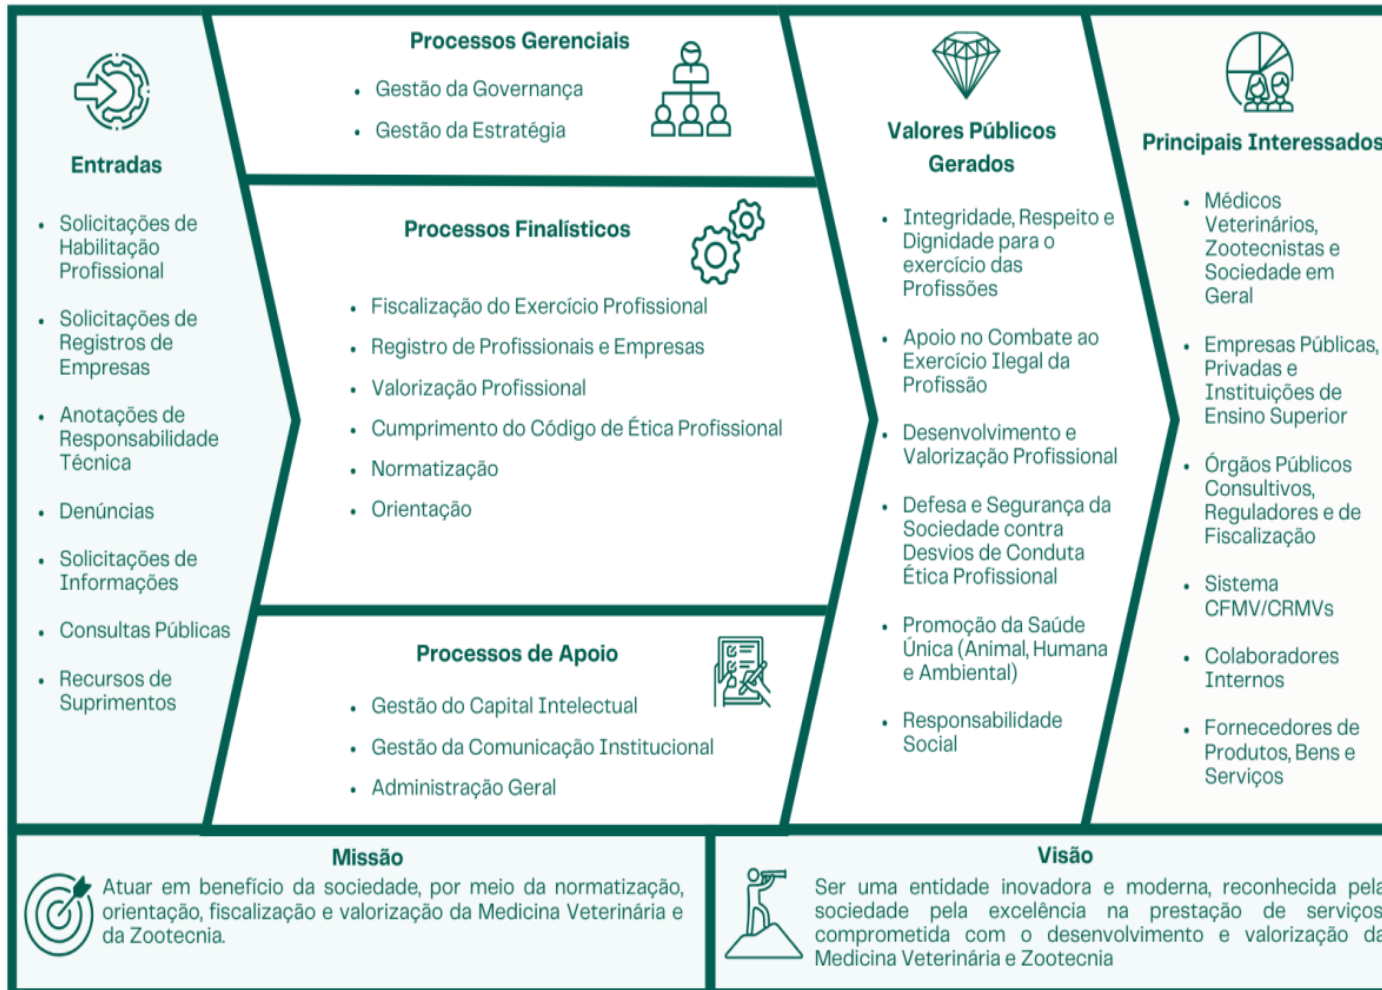 Entradas
• Solicitações de
Habilitação
Profissional
• Solicitações de
Registros de
Empresas
• Anotações de
Responsabilidade
Técnica
• Denúncias
• Solicitações de
Informações
• Consultas Públicas
• Recursos de
Suprimentos
Processos Gerenciais
• Gestão da Governança
• Gestão da Estratégia
Processos Finalísticos
• Fiscalização do Exercício Profissional
• Registro de Profissionais e Empresas
• Valorização Profissional
• Cumprimento do Código de Ética Profissional
• Normatização
• Orientação
Processos de Apoio
• Gestão do Capital Intelectual
• Gestão da Comunicação Institucional
• Administração Geral
Valores Públicos
Gerados
• Integridade, Respeito e
Dignidade para o
exercício das
Profissões
• Apoio no Combate ao
Exercício Ilegal da
Profissão
• Desenvolvimento e
Valorização Profissional
• Defesa e Segurança da
Sociedade contra
Desvios de Conduta
Ética Profissional
• Promoção da Saúde
Única (Animal, Humana
e Ambiental)
• Responsabilidade
Social
Principais Interessados
• Médicos
Veterinários,
Zootecnistas e
Sociedade em
Geral
• Empresas Públicas,
Privadas e
Instituições de
Ensino Superior
• Órgãos Públicos
Consultivos,
Reguladores e de
Fiscalização
• Sistema
CFMV/CRMVs
• Colaboradores
Internos
• Fornecedores de
Produtos, Bens e
Serviços
Missão
Atuar em benefício da sociedade, por meio da normatização,
orientação, fiscalização e valorização da Medicina Veterinária e
da Zootecnia.
Visão
Ser uma entidade inovadora e moderna, reconhecida pela
sociedade pela excelência na prestação de serviços
comprometida com o desenvolvimento e valorização da
Medicina Veterinária e Zootecnia